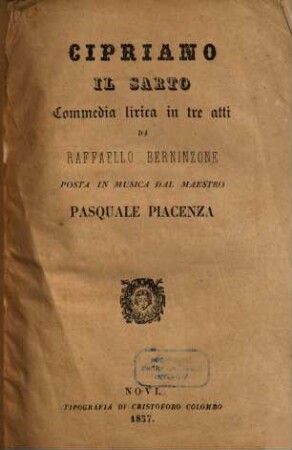 CIPRIANO
IL SARTO
Commedia lirica in tre atti
DI
RAFFAELLO BERNINZONE
POSTA IN MUSICA DAL MAESTRO
PASQUALE PIACENZA
NOVI,
TIPOGRAFIA DI CRISTOFORO COLOMBO
1857.